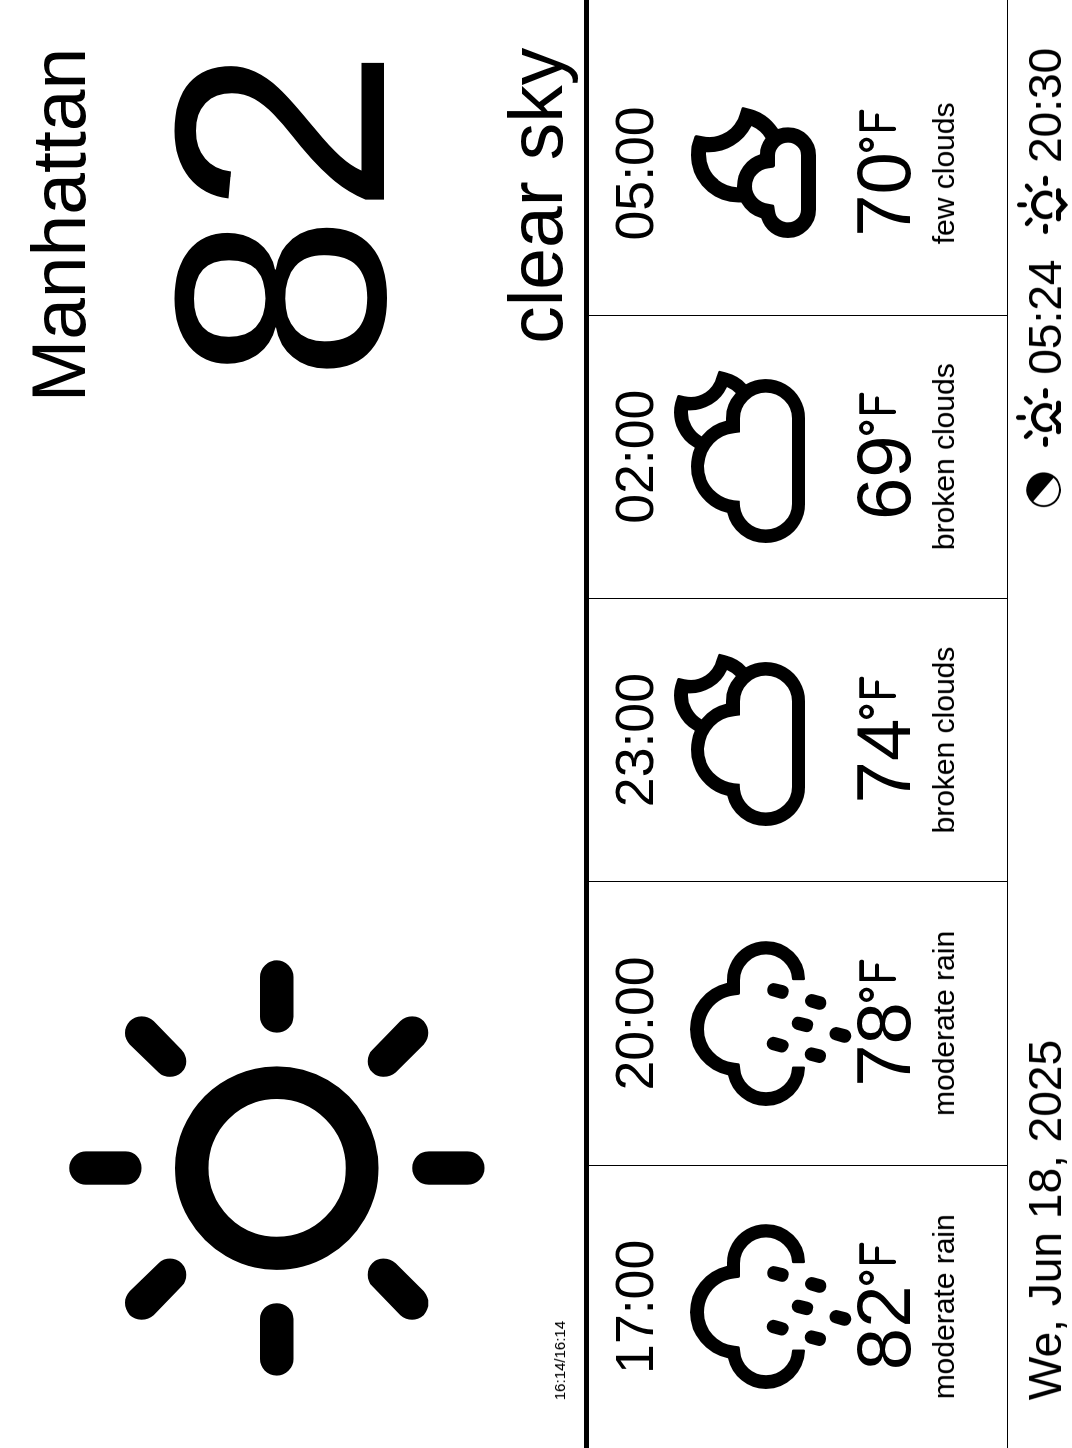 Manhattan
82
clear sky
16:14/16:14
17:00
82°F
moderate rain
20:00
78°F
moderate rain
23:00
74°F
broken clouds
02:00
69°F
broken clouds
05:00
70°F
few clouds
We, Jun 18, 2025
05:24
20:30